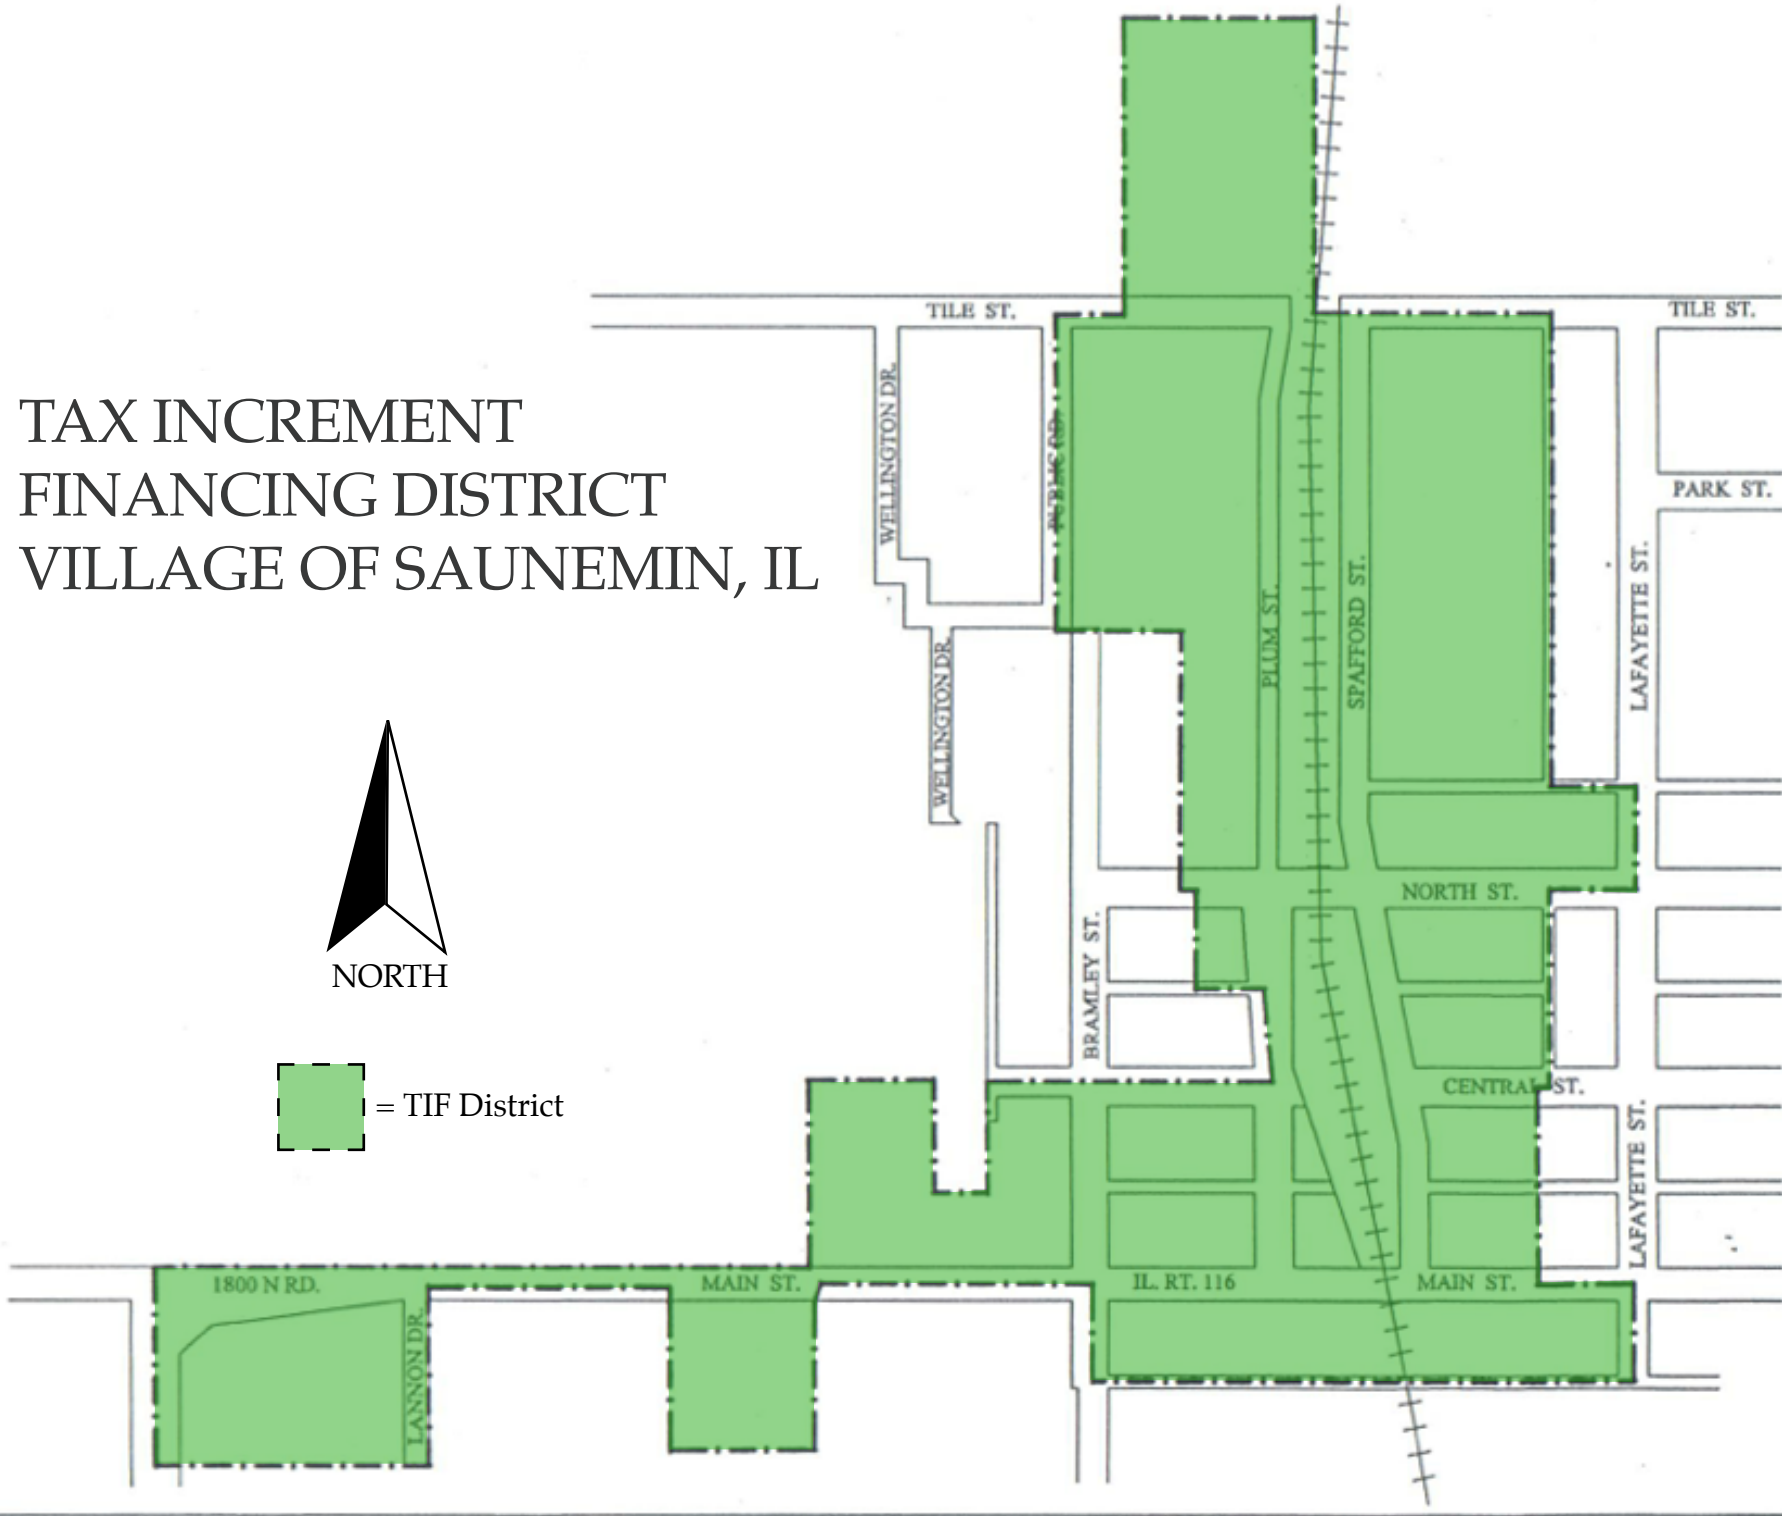 TILE ST.
TILE ST.
WELLINGTON DR.
PUBLIC RD.
TAX INCREMENT
FINANCING DISTRICT
VILLAGE OF SAUNEMIN, IL
PARK ST.
LAFAYETTE ST.
PLUM ST.
SPAFFORD ST.
WELLINGTON DR.
NORTH ST.
BRAMLEY ST.
NORTH
= TIF District
CENTRAL ST.
LAFAYETTE ST.
1800 N RD.
MAIN ST.
IL. RT. 116
MAIN ST.
LANNON DR.